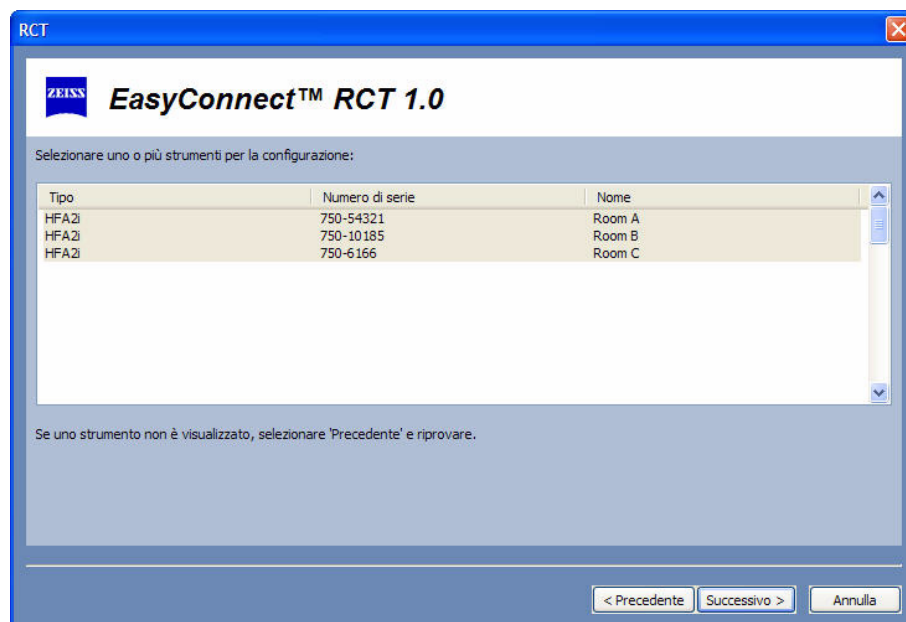 RCT
ZEISS
EasyConnect™ RCT 1.0
Selezionare uno o più strumenti per la configurazione:
Tipo Numero di serie Nome
HFA2i 750-54321 Room A
HFA2i 750-10185 Room B
HFA2i 750-6166 Room C
Se uno strumento non è visualizzato, selezionare 'Precedente' e riprovare.
< Precedente Successivo > Annulla